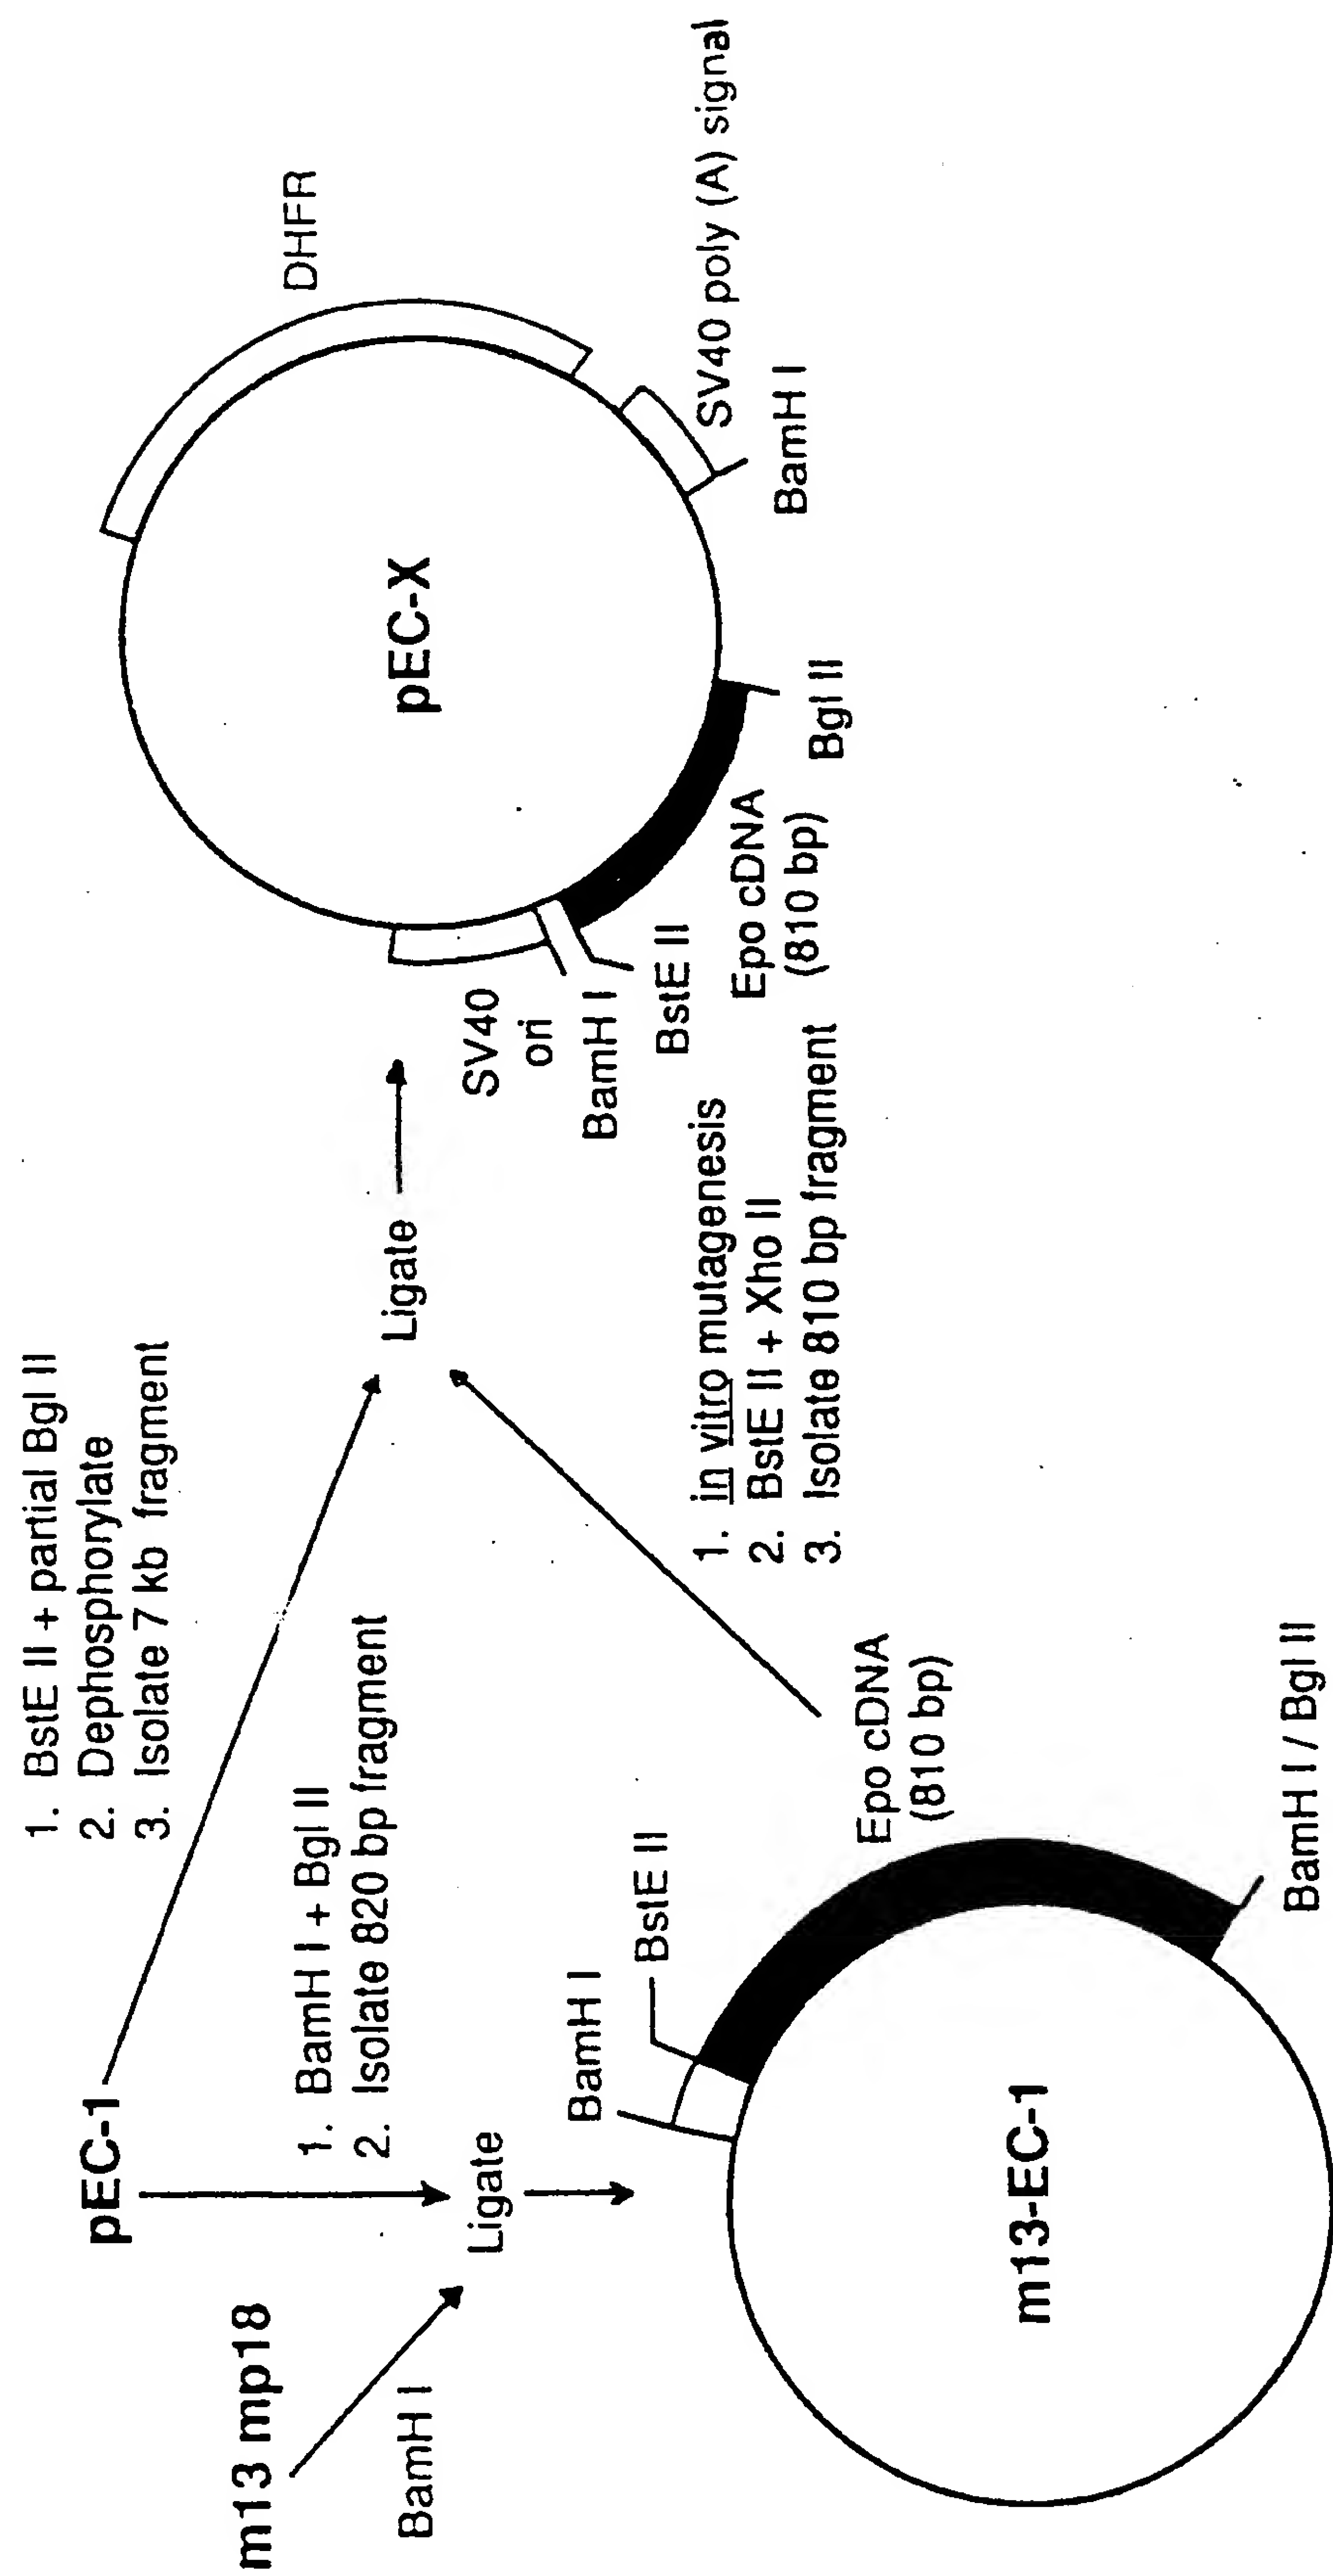 m13 mp18
BamH I
pEC-1
1. BstE II + partial Bgl II
2. Dephosphorylate
3. Isolate 7 kb fragment
1. BamH I + Bgl II
2. Isolate 820 bp fragment
Ligate
BamH I
BstE II
Epo cDNA
(810 bp)
BamH I / Bgl II
m13-EC-1
1. in vitro mutagenesis
2. BstE II + Xho II
3. Isolate 810 bp fragment
Ligate
SV40
ori
BamH I
BstE II
Epo cDNA
(810 bp)
Bgl II
BamH I
SV40 poly (A) signal
DHFR
pEC-X